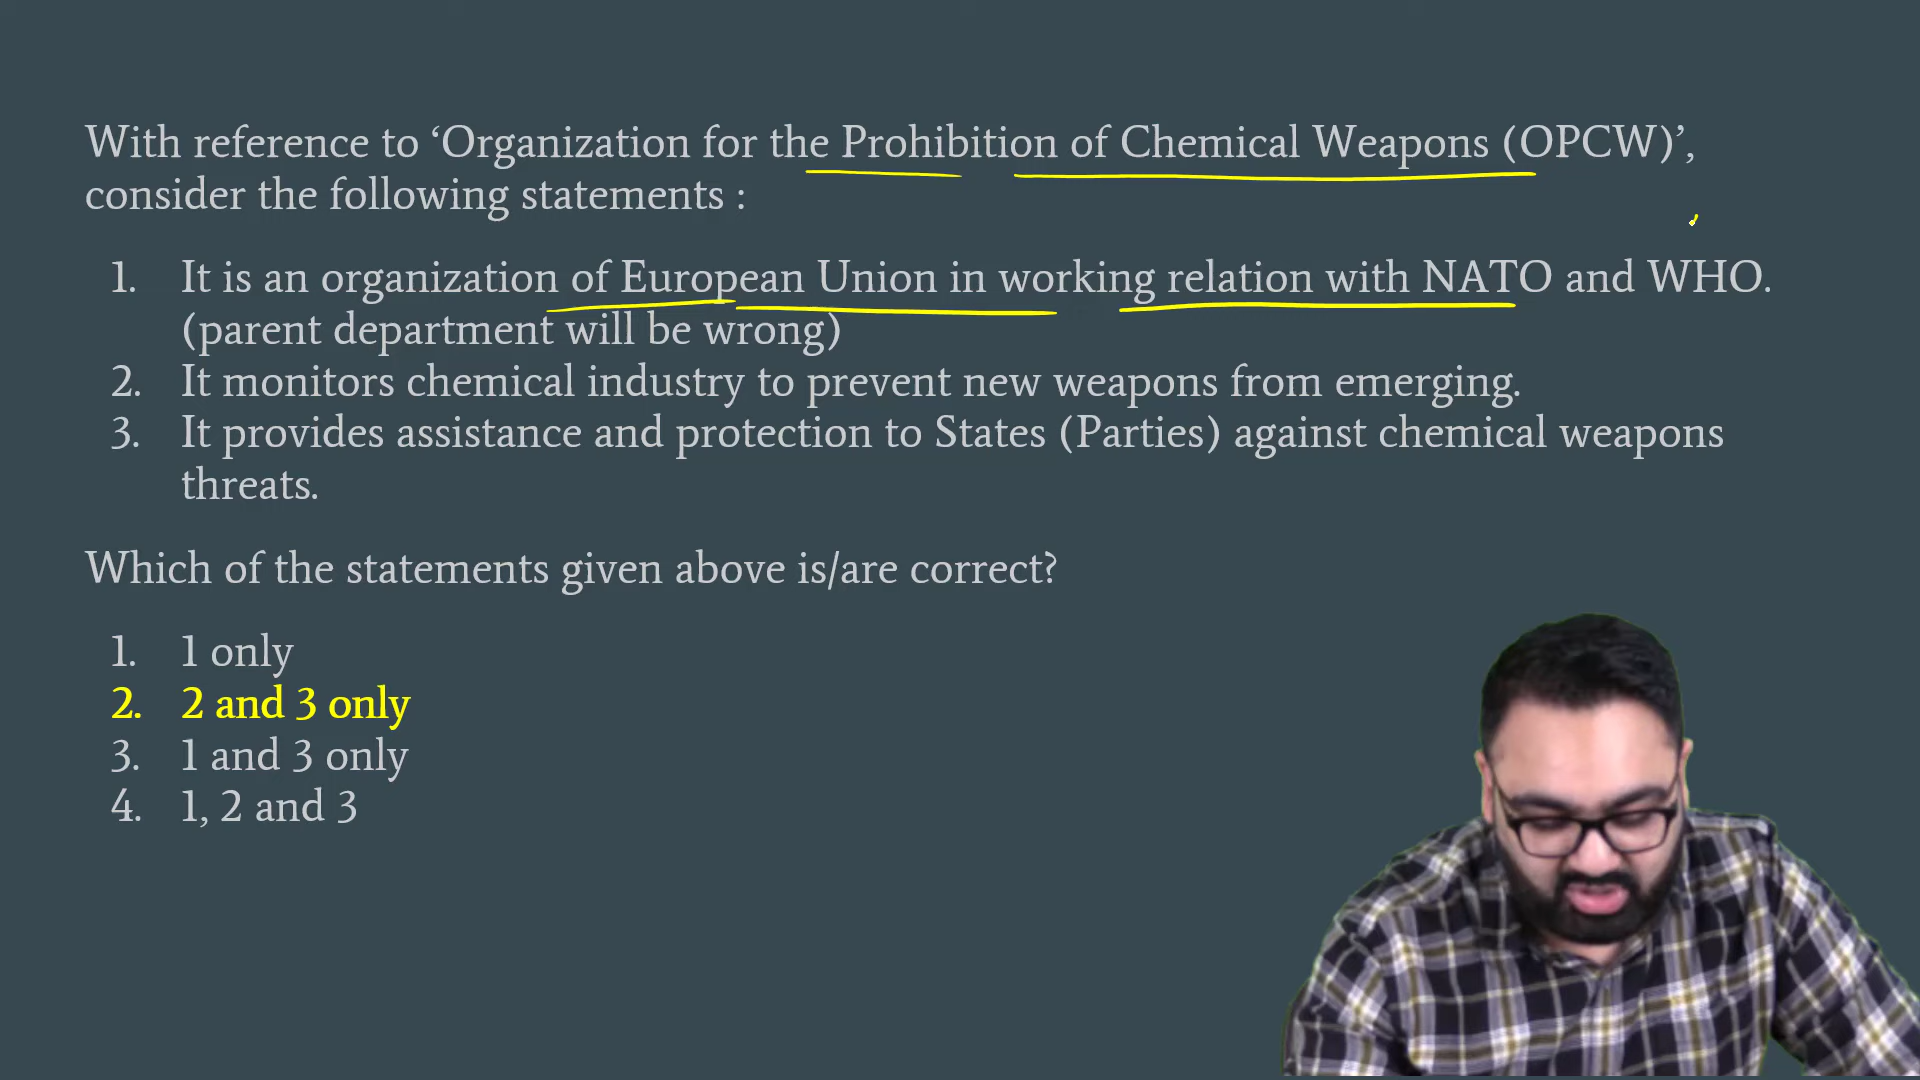 With reference to ‘Organization for the Prohibition of Chemical Weapons (OPCW)’,
consider the following statements :
1. It is an organization of European Union in working relation with NATO and WHO.
(parent department will be wrong)
2. It monitors chemical industry to prevent new weapons from emerging.
3. It provides assistance and protection to States (Parties) against chemical weapons
threats.
Which of the statements given above is/are correct?
1. 1 only
2. 2 and 3 only
3. 1 and 3 only
4. 1, 2 and 3